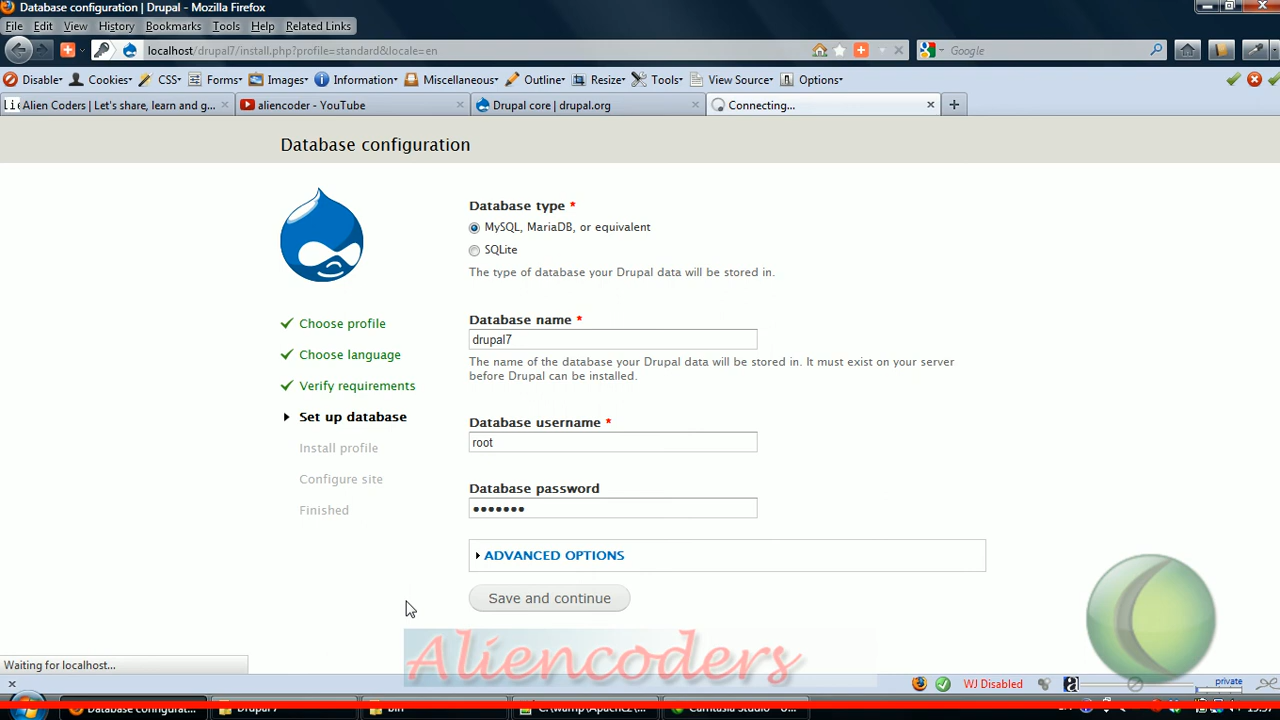 Database configuration | Drupal - Mozilla Firefox
File Edit View History Bookmarks Tools Help Related Links
localhost/drupal7/install.php?profile=standard&locale=en
Google
Disable Cookies CSS Forms Images Information Miscellaneous Outline Resize Tools View Source Options
Alien Coders | Let's share, learn and g...
aliencoder - YouTube
Drupal core | drupal.org
Connecting...
Database configuration
Choose profile
Choose language
Verify requirements
Set up database
Install profile
Configure site
Finished
Database type *
MySQL, MariaDB, or equivalent
SQLite
The type of database your Drupal data will be stored in.
Database name *
drupal7
The name of the database your Drupal data will be stored in. It must exist on your server
before Drupal can be installed.
Database username *
root
Database password
•••••••
ADVANCED OPTIONS
Save and continue
Aliencoders
Waiting for localhost...
WJ Disabled
private
Database configurat...